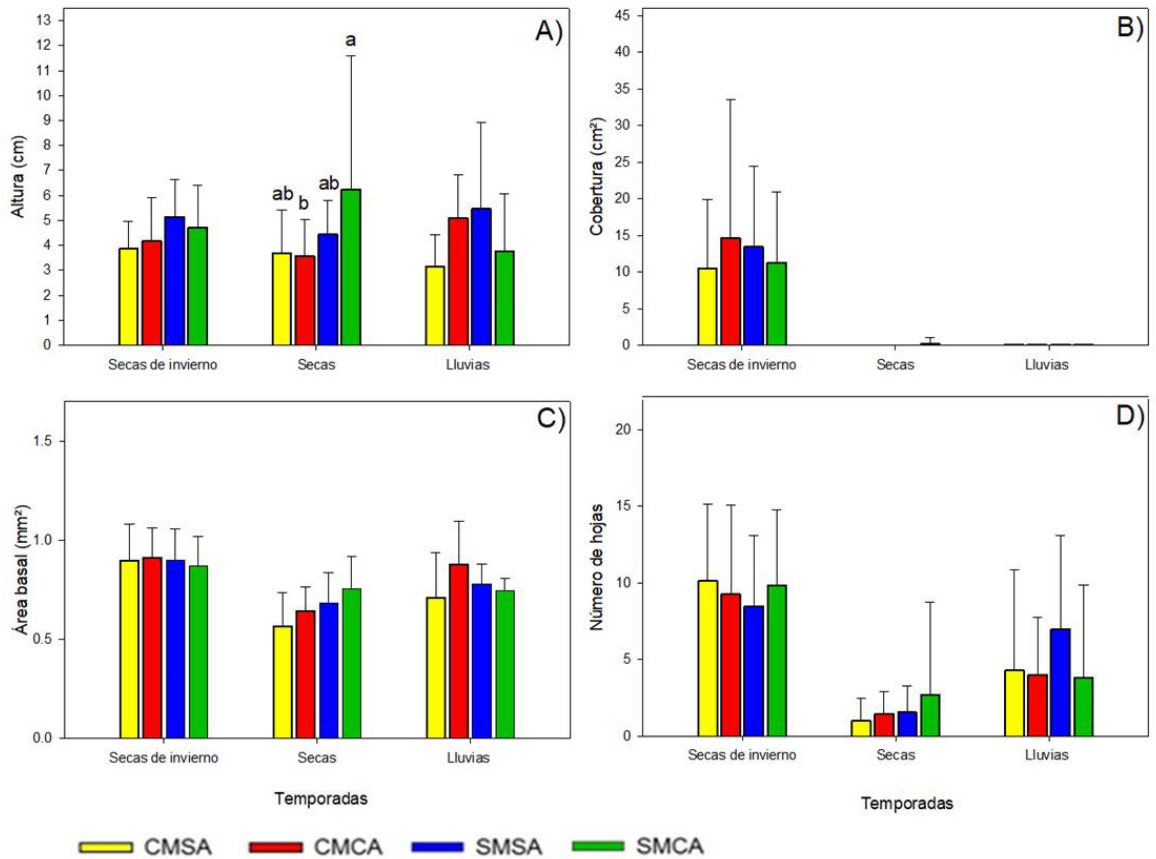 A)
Altura (cm)
13
12
11
10
9
8
7
6
5
4
3
2
1
0
ab
b
ab
a
Secas de invierno
Secas
Lluvias
B)
Cobertura (cm²)
45
40
35
30
25
20
15
10
5
0
Secas de invierno
Secas
Lluvias
C)
Área basal (mm²)
1.5
1.0
0.5
0.0
Secas de invierno
Secas
Lluvias
Temporadas
D)
Número de hojas
20
15
10
5
0
Secas de invierno
Secas
Lluvias
Temporadas
CMSA CMCA SMSA SMCA